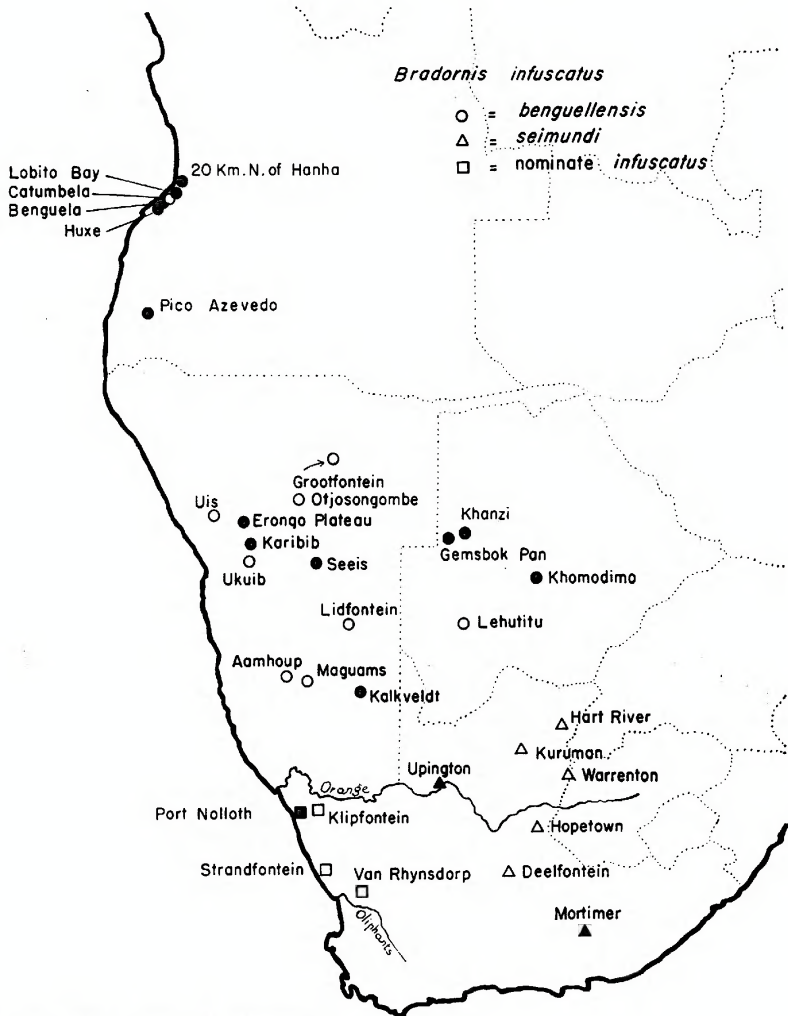 Bradornis infuscatus
○ = benguellensis
△ = seimundi
□ = nominate infuscatus
Lobito Bay
20 Km. N. of Hanha
Catumbela
Benguela
Huxe
Pico Azevedo
Grootfontein
Otjosongombe
Uis
Erongo Plateau
Khanzi
Karibib
Gemsbok Pan
Seeis
Khomodimo
Ukuib
Lidfontein
Lehutitu
Aamhoup
Maguams
Kalkveldt
Hart River
Kuruman
Upington
Warrenton
Orange
Port Nolloth
Klipfontein
Hopetown
Strandfontein
Van Rhynsdorp
Deelfontein
Oliphants
Mortimer